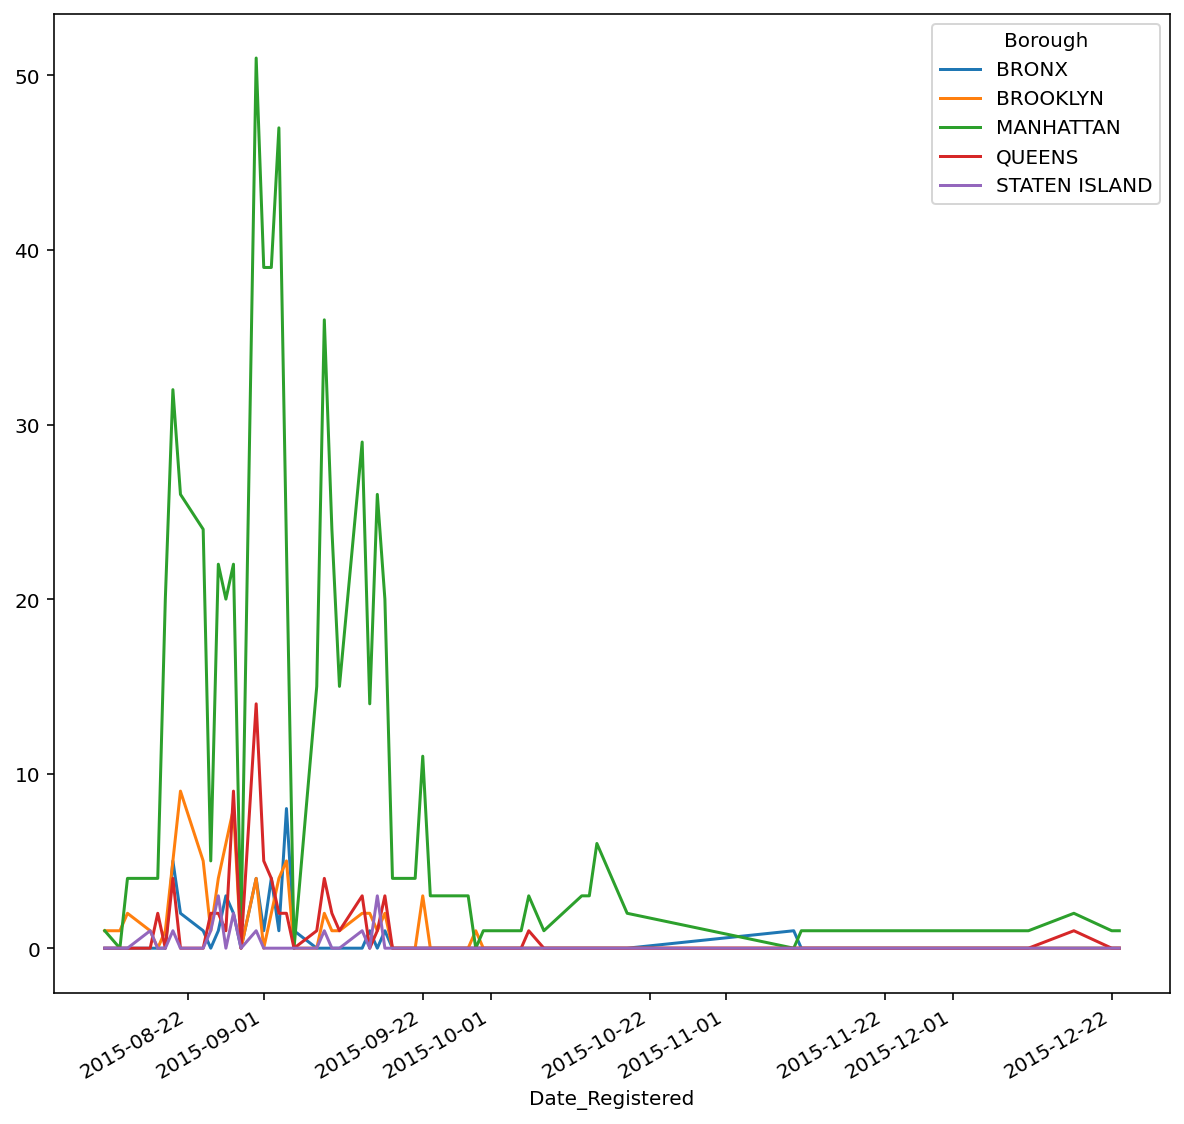 Borough
BRONX
BROOKLYN
MANHATTAN
QUEENS
STATEN ISLAND
50
40
30
20
10
0
2015-08-22
2015-09-01
2015-09-22
2015-10-01
2015-10-22
2015-11-01
2015-11-22
2015-12-01
2015-12-22
Date_Registered